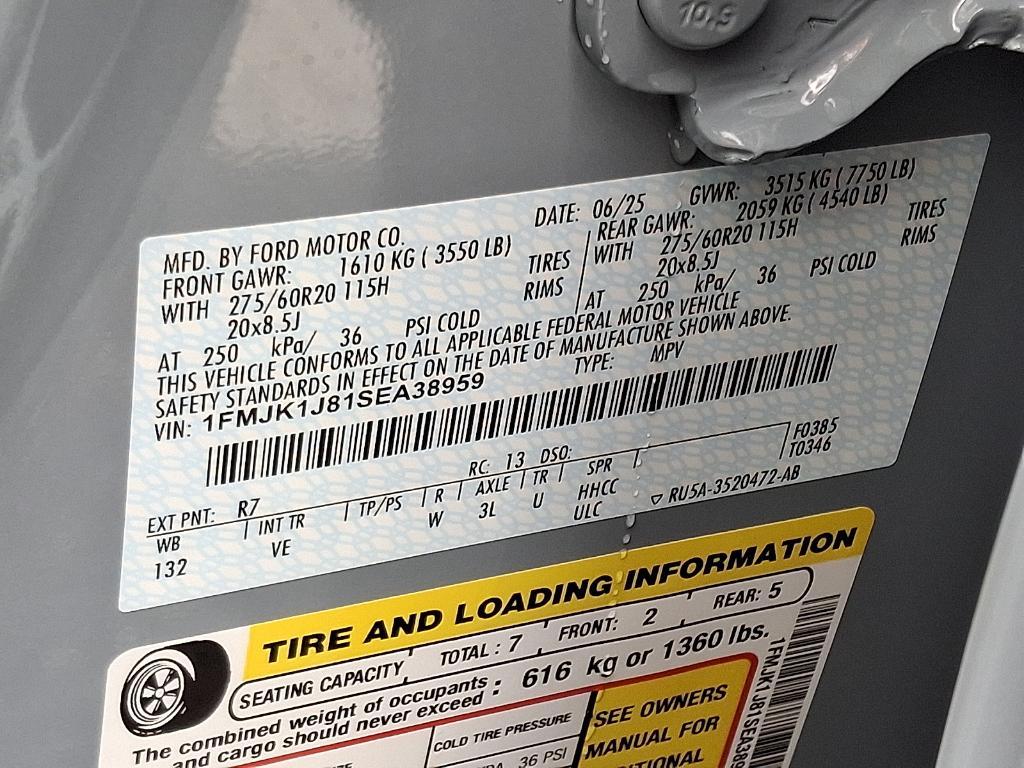 10.9
MFD. BY FORD MOTOR CO.
DATE: 06/25 GVWR: 3515 KG ( 7750 LB)
FRONT GAWR: 1610 KG ( 3550 LB)
WITH 275/60R20 115H TIRES
20x8.5J RIMS
AT 250 kPa/ 36 PSI COLD
REAR GAWR: 2059 KG ( 4540 LB)
WITH 275/60R20 115H TIRES
20x8.5J RIMS
AT 250 kPa/ 36 PSI COLD
THIS VEHICLE CONFORMS TO ALL APPLICABLE FEDERAL MOTOR VEHICLE
SAFETY STANDARDS IN EFFECT ON THE DATE OF MANUFACTURE SHOWN ABOVE.
VIN: 1FMJK1J81SEA38959 TYPE: MPV
EXT PNT: R7 RC: 13 DSO: F0385
WB INT TR TP/PS R AXLE TR SPR T0346
132 VE W 3L U HHCC
ULC RU5A-3520472-AB
TIRE AND LOADING INFORMATION
SEATING CAPACITY TOTAL : 7 FRONT: 2 REAR: 5
The combined weight of occupants
and cargo should never exceed : 616 kg or 1360 lbs.
COLD TIRE PRESSURE
36 PSI
SEE OWNERS
MANUAL FOR